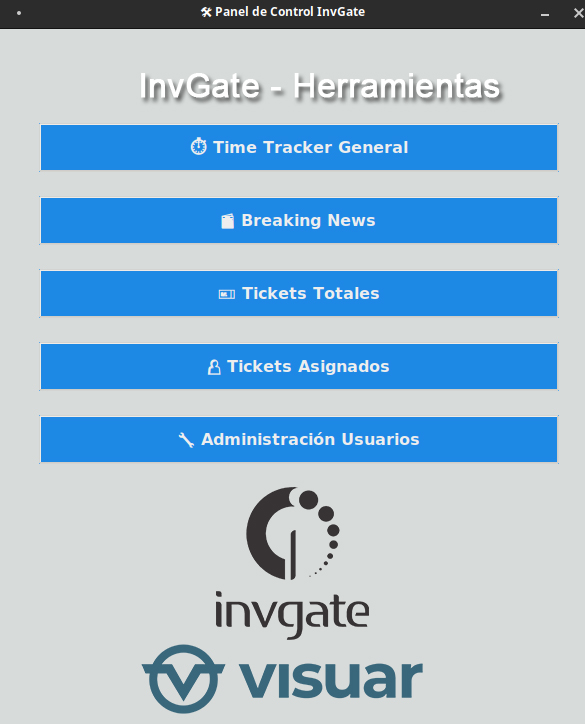 🛠 Panel de Control InvGate
InvGate - Herramientas
Time Tracker General
Breaking News
Tickets Totales
Tickets Asignados
Administración Usuarios
invgate
visuar